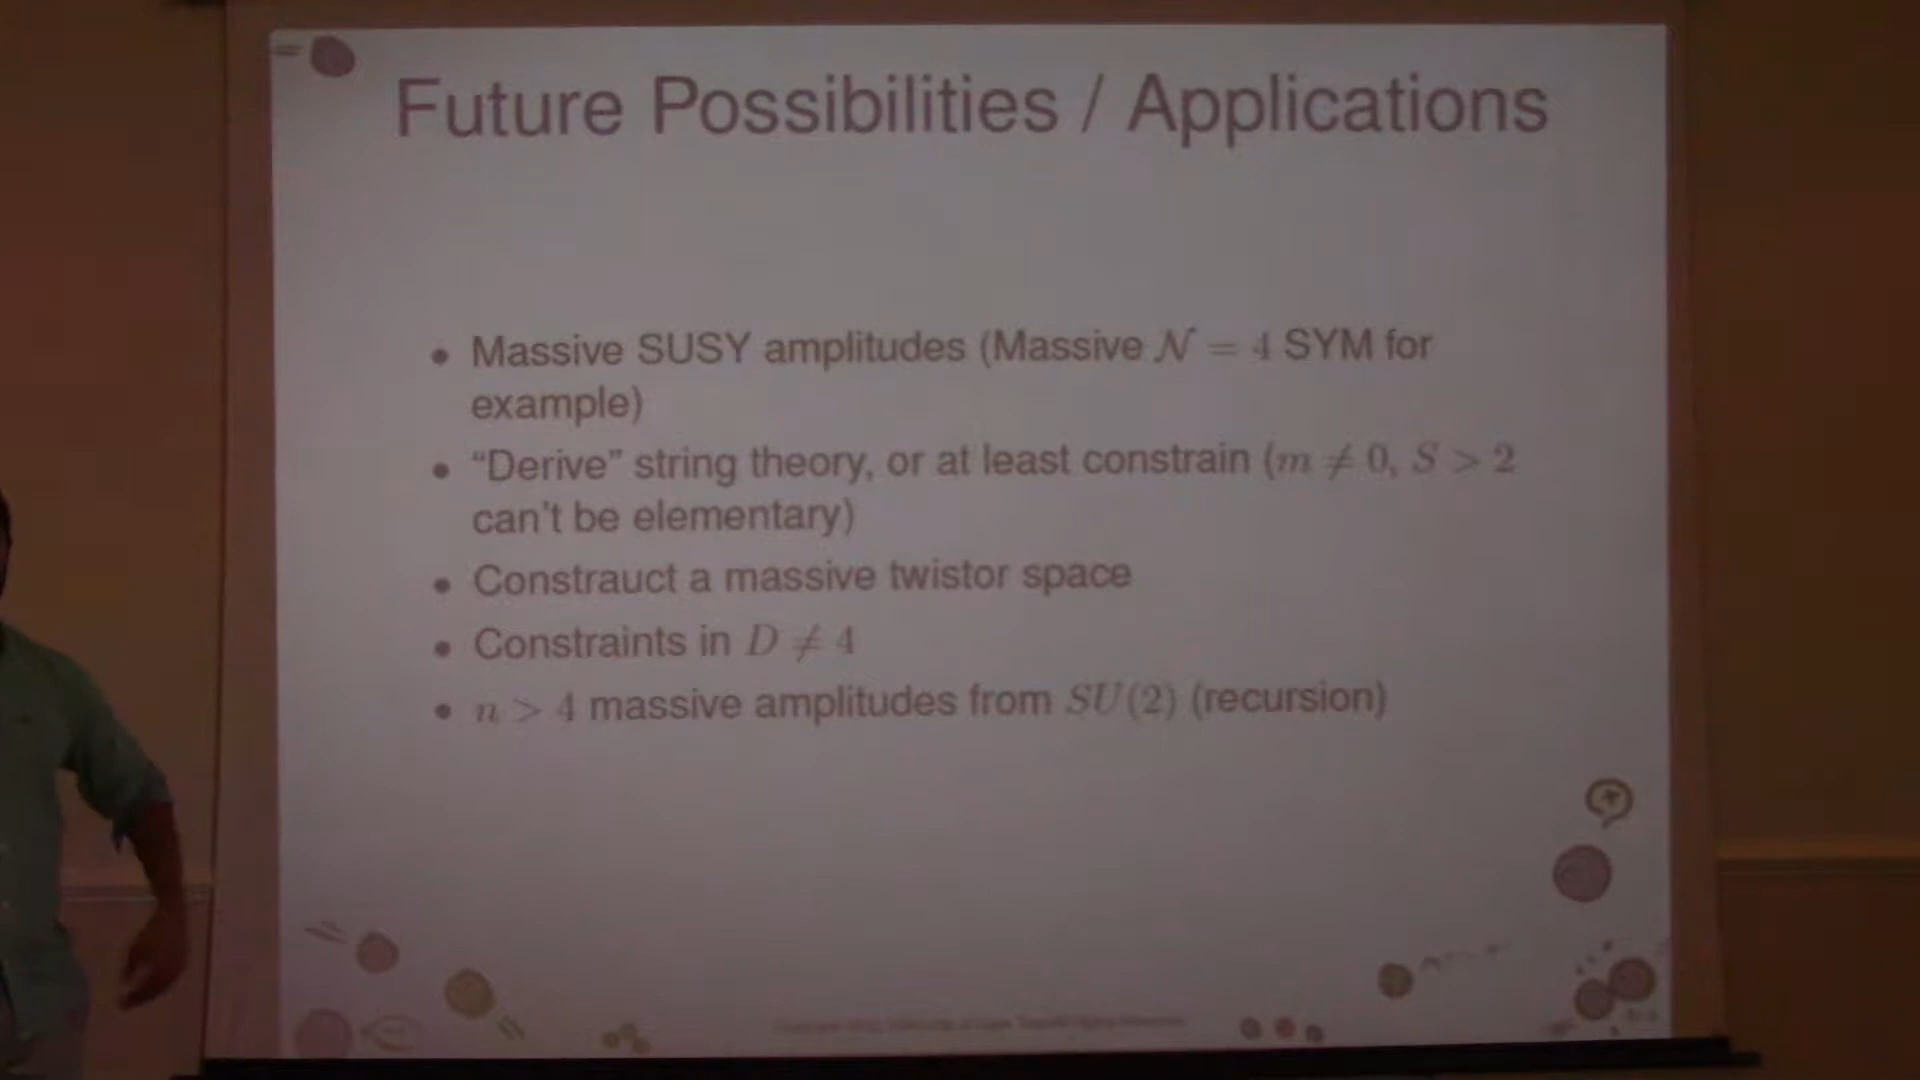 Future Possibilities / Applications
• Massive SUSY amplitudes (Massive 𝒩 = 4 SYM for
example)
• “Derive” string theory, or at least constrain (m ≠ 0, S > 2
can't be elementary)
• Constrauct a massive twistor space
• Constraints in D ≠ 4
• n > 4 massive amplitudes from SU(2) (recursion)